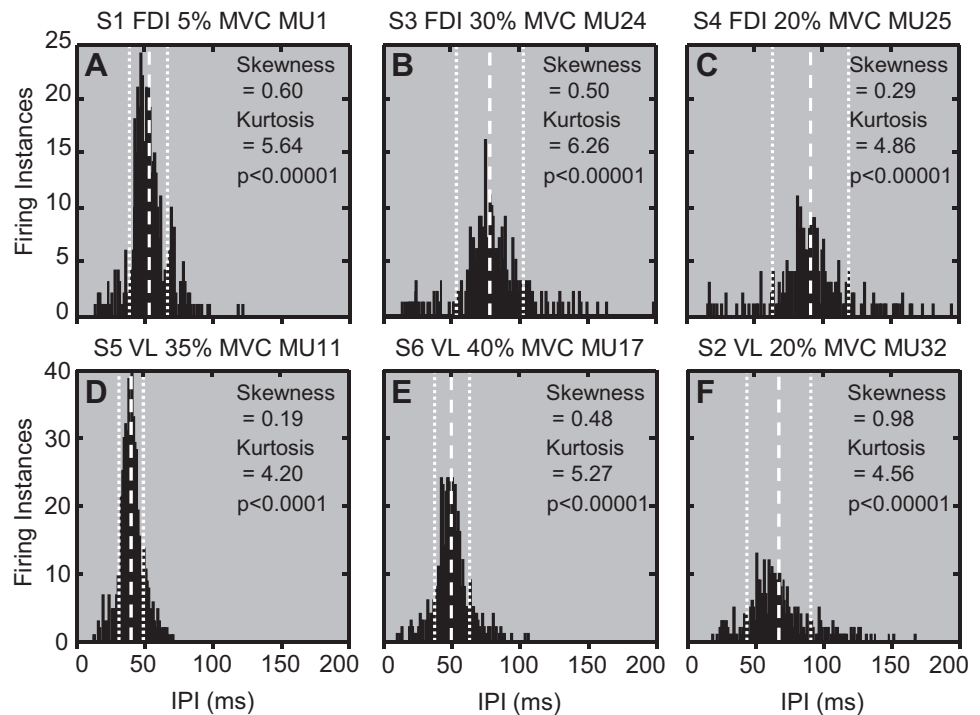 S1 FDI 5% MVC MU1
S3 FDI 30% MVC MU24
S4 FDI 20% MVC MU25
Firing Instances
25
20
15
10
5
0
A
Skewness
= 0.60
Kurtosis
= 5.64
p<0.00001
B
Skewness
= 0.50
Kurtosis
= 6.26
p<0.00001
C
Skewness
= 0.29
Kurtosis
= 4.86
p<0.00001
S5 VL 35% MVC MU11
S6 VL 40% MVC MU17
S2 VL 20% MVC MU32
Firing Instances
40
30
20
10
0
D
Skewness
= 0.19
Kurtosis
= 4.20
p<0.0001
E
Skewness
= 0.48
Kurtosis
= 5.27
p<0.00001
F
Skewness
= 0.98
Kurtosis
= 4.56
p<0.00001
0 50 100 150 200
0 50 100 150 200
0 50 100 150 200
IPI (ms)
IPI (ms)
IPI (ms)